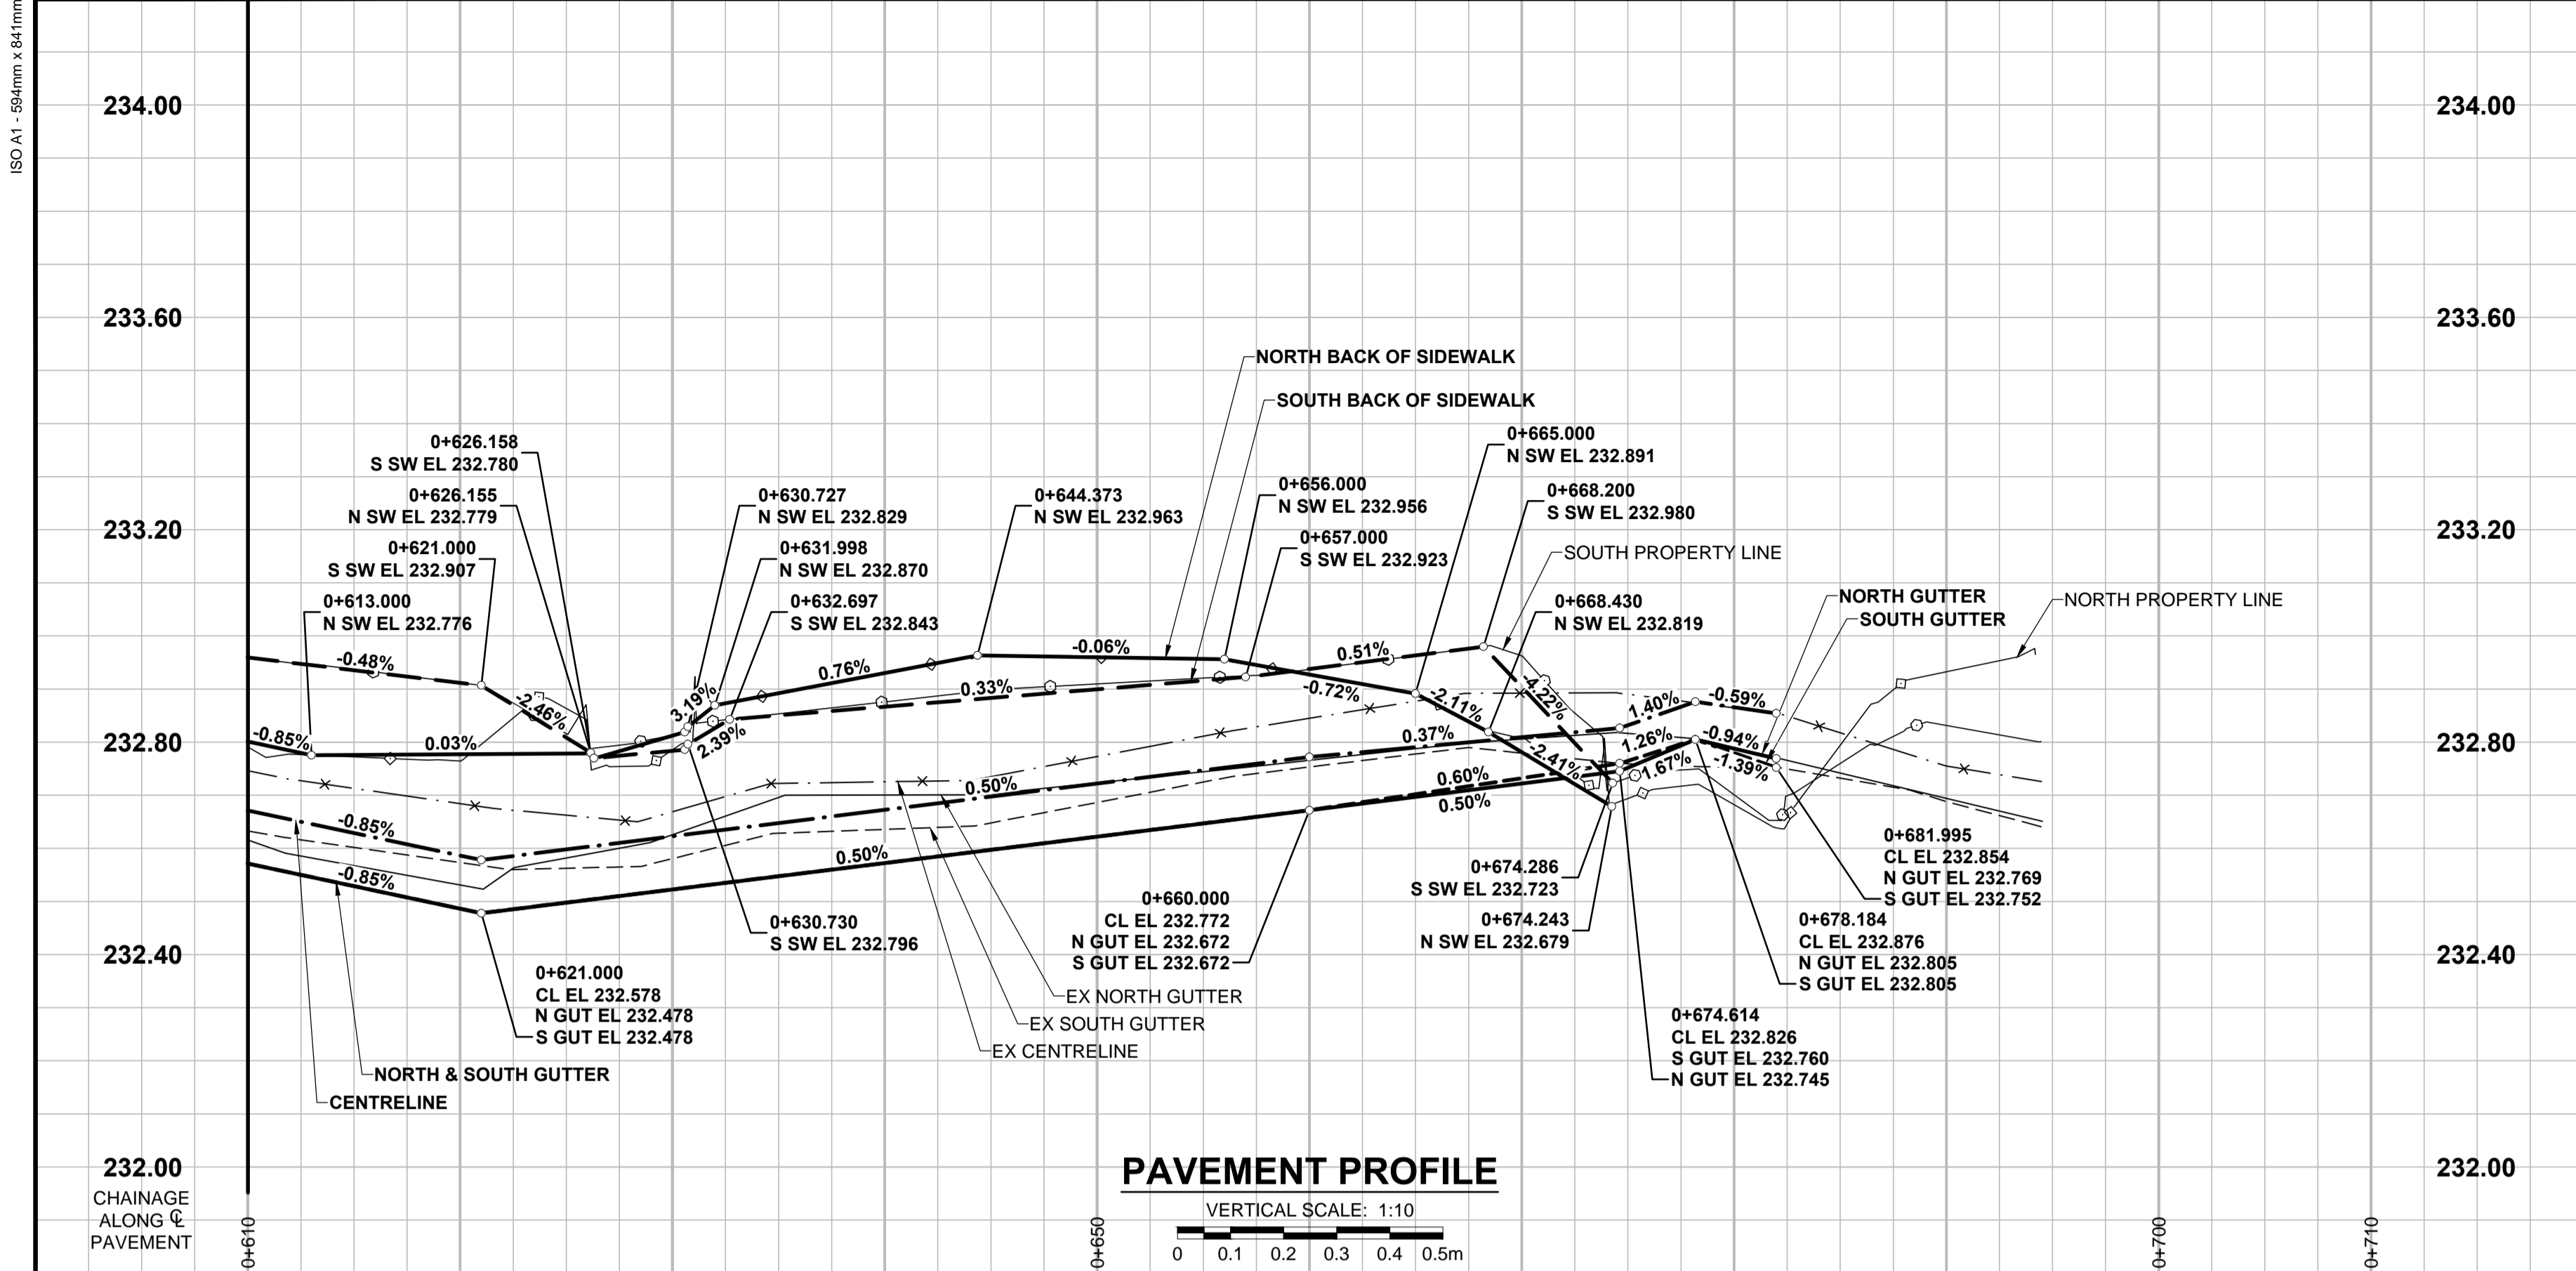 ISO A1 - 594mm x 841mm
234.00
234.00
233.60
233.60
NORTH BACK OF SIDEWALK
SOUTH BACK OF SIDEWALK
0+626.158
S SW EL 232.780
0+665.000
N SW EL 232.891
0+626.155
N SW EL 232.779
0+630.727
N SW EL 232.829
0+644.373
N SW EL 232.963
0+656.000
N SW EL 232.956
0+668.200
S SW EL 232.980
233.20
233.20
0+621.000
S SW EL 232.907
0+631.998
N SW EL 232.870
0+657.000
S SW EL 232.923
SOUTH PROPERTY LINE
0+613.000
N SW EL 232.776
0+632.697
S SW EL 232.843
0+668.430
N SW EL 232.819
NORTH GUTTER
SOUTH GUTTER
NORTH PROPERTY LINE
-0.48%
-2.46%
3.19%
0.76%
-0.06%
0.33%
0.51%
-0.72%
-2.11%
-4.22%
1.40%
-0.59%
-0.85%
0.03%
2.39%
0.37%
-2.41%
1.26%
1.67%
-0.94%
-1.39%
232.80
232.80
-0.85%
0.50%
0.60%
0.50%
-0.85%
0.50%
0+681.995
CL EL 232.854
N GUT EL 232.769
S GUT EL 232.752
0+674.286
S SW EL 232.723
0+660.000
CL EL 232.772
N GUT EL 232.672
S GUT EL 232.672
0+630.730
S SW EL 232.796
0+674.243
N SW EL 232.679
0+678.184
CL EL 232.876
N GUT EL 232.805
S GUT EL 232.805
232.40
232.40
0+621.000
CL EL 232.578
N GUT EL 232.478
S GUT EL 232.478
EX NORTH GUTTER
EX SOUTH GUTTER
EX CENTRELINE
0+674.614
CL EL 232.826
S GUT EL 232.760
N GUT EL 232.745
NORTH & SOUTH GUTTER
CENTRELINE
232.00
232.00
PAVEMENT PROFILE
VERTICAL SCALE: 1:10
0 0.1 0.2 0.3 0.4 0.5m
CHAINAGE
ALONG ℄
PAVEMENT
0+610
0+650
0+700
0+710